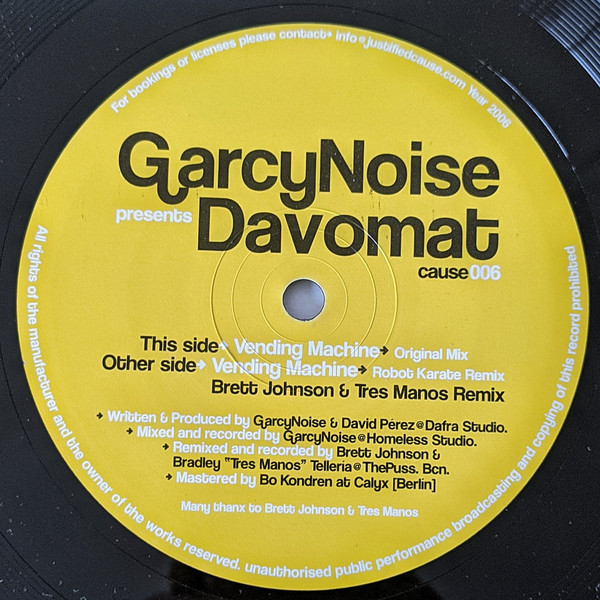 For bookings or licenses please contact→ info@justifiedcause.com Year 2006
GarcyNoise
presents Davomat
cause006
This side→ Vending Machine→ Original Mix
Other side→ Vending Machine→ Robot Karate Remix
Brett Johnson & Tres Manos Remix
→ Written & Produced by GarcyNoise & David Pérez@Dafra Studio.
→ Mixed and recorded by GarcyNoise@Homeless Studio.
→ Remixed and recorded by Brett Johnson &
Bradley "Tres Manos" Telleria@ThePuss. Bcn.
→ Mastered by Bo Kondren at Calyx [Berlin]
Many thanx to Brett Johnson & Tres Manos
All rights of the manufacturer and the owner of the works reserved. unauthorised public performance broadcasting and copying of this record prohibited